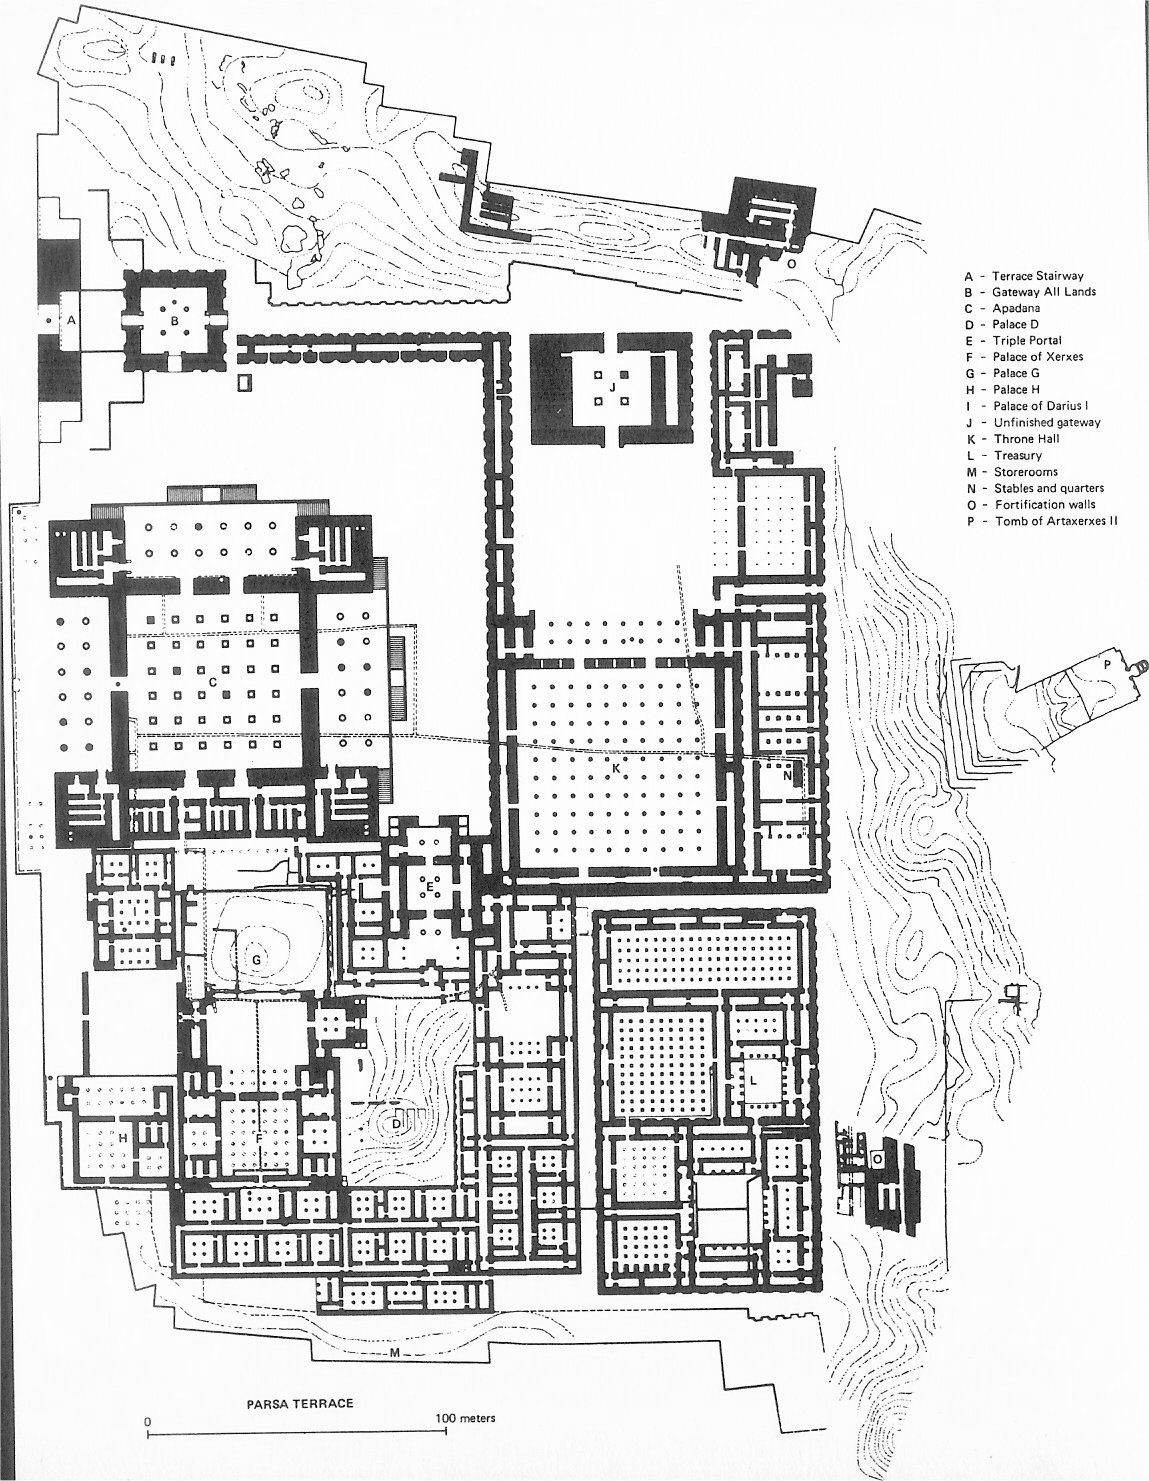 A - Terrace Stairway
B - Gateway All Lands
C - Apadana
D - Palace D
E - Triple Portal
F - Palace of Xerxes
G - Palace G
H - Palace H
I - Palace of Darius I
J - Unfinished gateway
K - Throne Hall
L - Treasury
M - Storerooms
N - Stables and quarters
O - Fortification walls
P - Tomb of Artaxerxes II
O
A
B
J
P
C
K
N
E
I
G
L
D
H
F
O
M
PARSA TERRACE
0 100 meters